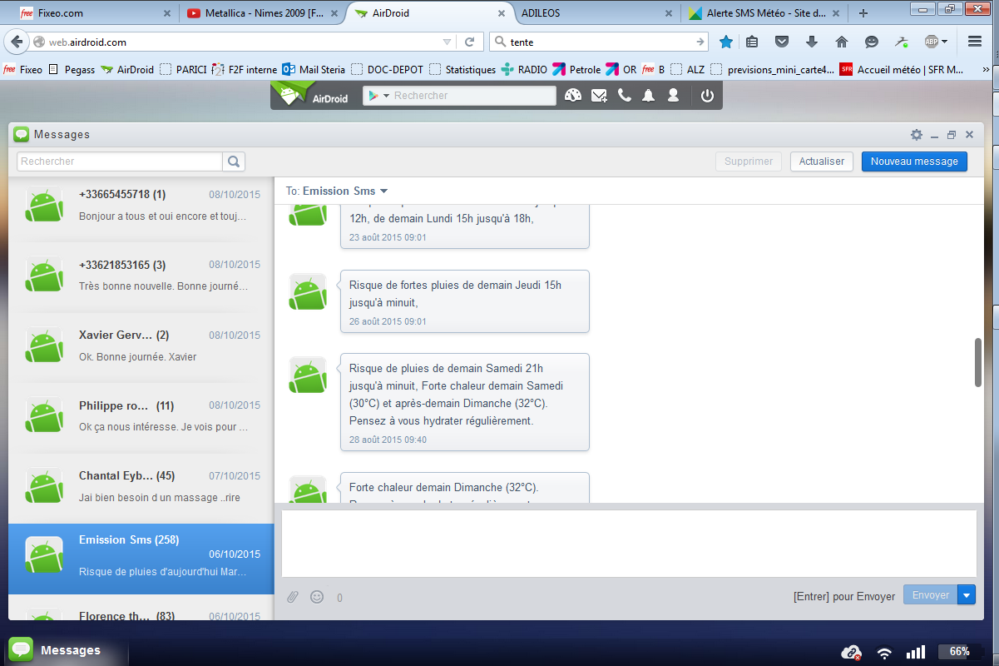 free Fixeo.com
Metallica - Nimes 2009 [F...
AirDroid
ADILEOS
Alerte SMS Météo - Site d...
web.airdroid.com
tente
ABP
free Fixeo
Pegass
AirDroid
PARICI
F2F interne
Mail Steria
DOC-DEPOT
Statistiques
RADIO
Petrole
OR
free B
ALZ
previsions_mini_carte4...
SFR Accueil météo | SFR M...
AirDroid
Rechercher
Messages
Rechercher
Supprimer
Actualiser
Nouveau message
+33665455718 (1) 08/10/2015
Bonjour a tous et oui encore et touj...
+33621853165 (3) 08/10/2015
Très bonne nouvelle. Bonne journé...
Xavier Gerv... (2) 08/10/2015
Ok. Bonne journée. Xavier
Philippe ro... (11) 08/10/2015
Ok ça nous intéresse. Je vois pour ...
Chantal Eyb... (45) 07/10/2015
Jai bien besoin d un massage ..rire
Emission Sms (258)
06/10/2015
Risque de pluies d'aujourd'hui Mar...
Florence th... (83) 06/10/2015
To: Emission Sms
12h, de demain Lundi 15h jusqu'à 18h,
23 août 2015 09:01
Risque de fortes pluies de demain Jeudi 15h
jusqu'à minuit,
26 août 2015 09:01
Risque de pluies de demain Samedi 21h
jusqu'à minuit, Forte chaleur demain Samedi
(30°C) et après-demain Dimanche (32°C).
Pensez à vous hydrater régulièrement.
28 août 2015 09:40
Forte chaleur demain Dimanche (32°C).
0
[Entrer] pour Envoyer
Envoyer
Messages
66%